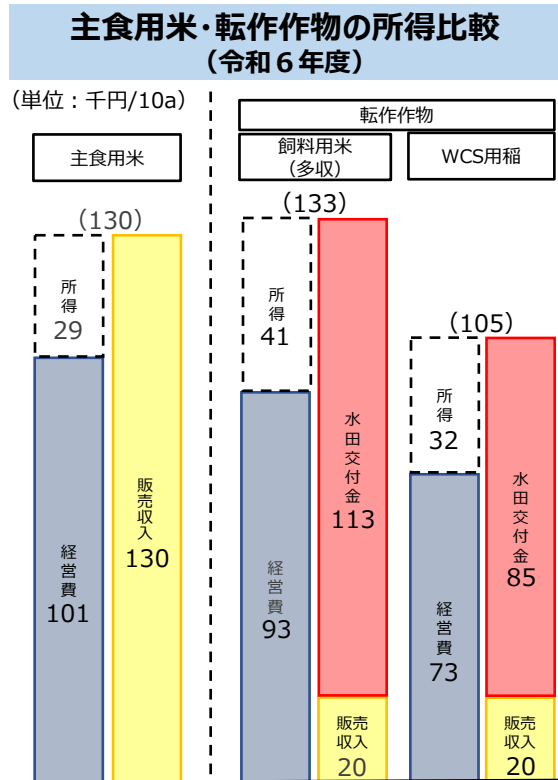 主食用米･転作作物の所得比較
（令和６年度）
（単位：千円/10a）
転作作物
主食用米
飼料用米
（多収）
WCS用稲
（130）
所得
29
経営費
101
販売収入
130
（133）
所得
41
経営費
93
水田交付金
113
販売
収入
20
（105）
所得
32
経営費
73
水田交付金
85
販売
収入
20